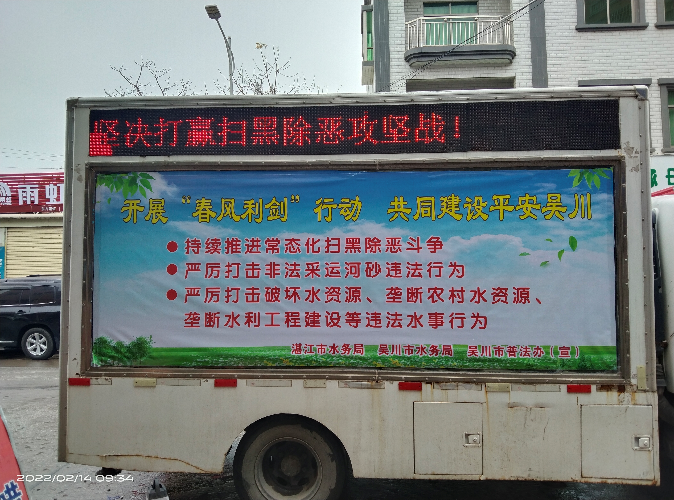 坚决打赢扫黑除恶攻坚战！
开展“春风利剑”行动 共同建设平安吴川
●持续推进常态化扫黑除恶斗争
●严厉打击非法采运河砂违法行为
●严厉打击破坏水资源、垄断农村水资源、
垄断水利工程建设等违法水事行为
湛江市水务局 吴川市水务局 吴川市普法办（宣）
2022/02/14 09:34